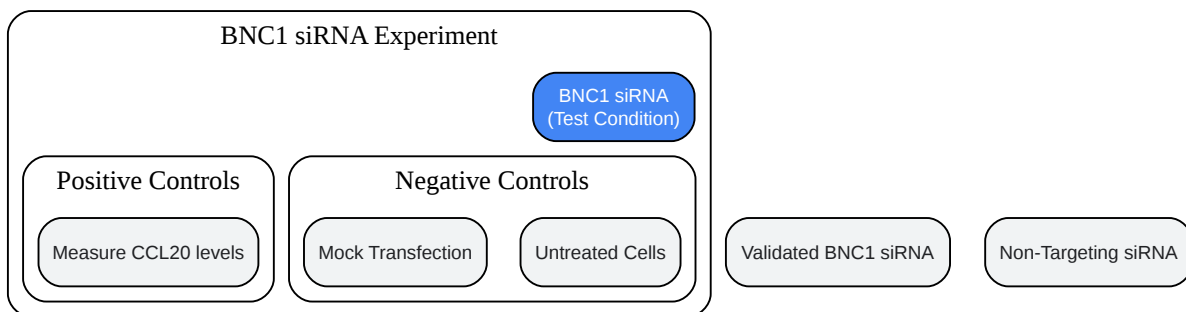 BNC1 siRNA Experiment
BNC1 siRNA
(Test Condition)
Positive Controls
Negative Controls
Measure CCL20 levels
Mock Transfection
Untreated Cells
Validated BNC1 siRNA
Non-Targeting siRNA